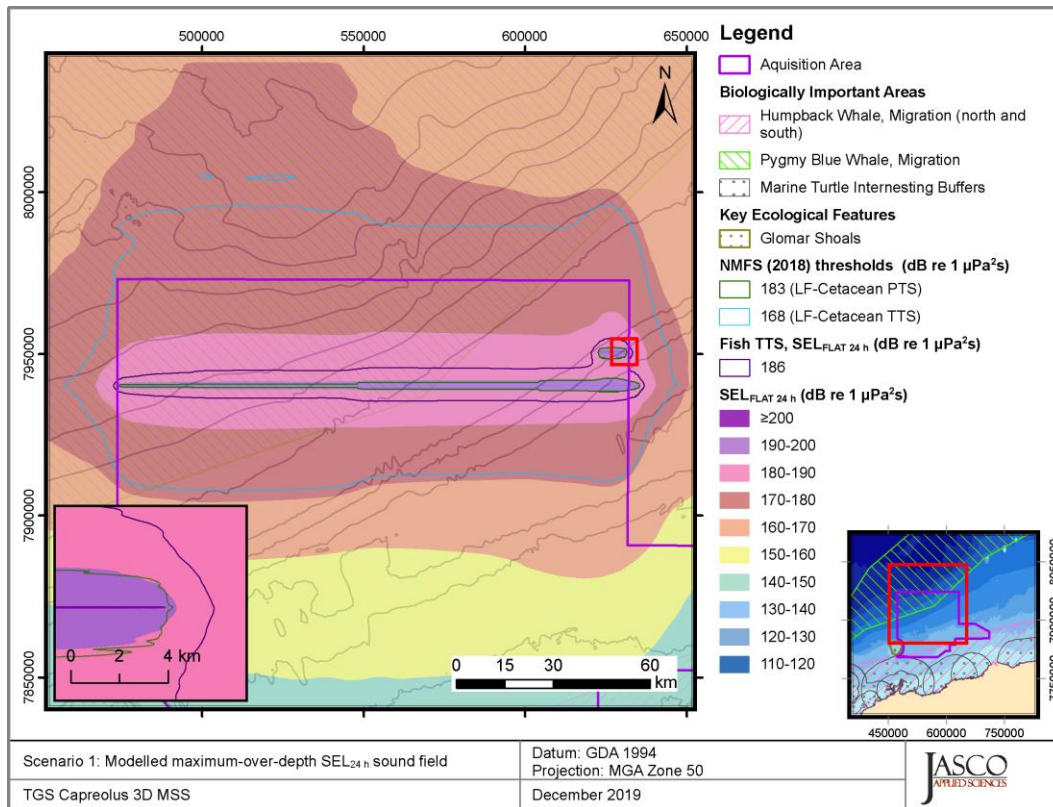 500000
550000
600000
650000
8000000
7950000
7900000
7850000
N
0
2
4 km
0
15
30
60
km
Legend
Aquisition Area
Biologically Important Areas
Humpback Whale, Migration (north and
south)
Pygmy Blue Whale, Migration
Marine Turtle Internesting Buffers
Key Ecological Features
Glomar Shoals
NMFS (2018) thresholds (dB re 1 µPa²s)
183 (LF-Cetacean PTS)
168 (LF-Cetacean TTS)
Fish TTS, SEL_FLAT 24 h (dB re 1 µPa²s)
186
SEL_FLAT 24 h (dB re 1 µPa²s)
≥200
190-200
180-190
170-180
160-170
150-160
140-150
130-140
120-130
110-120
8050000
7900000
7750000
450000
600000
750000
Scenario 1: Modelled maximum-over-depth SEL24 h sound field
TGS Capreolus 3D MSS
Datum: GDA 1994
Projection: MGA Zone 50
December 2019
JASCO
APPLIED SCIENCES